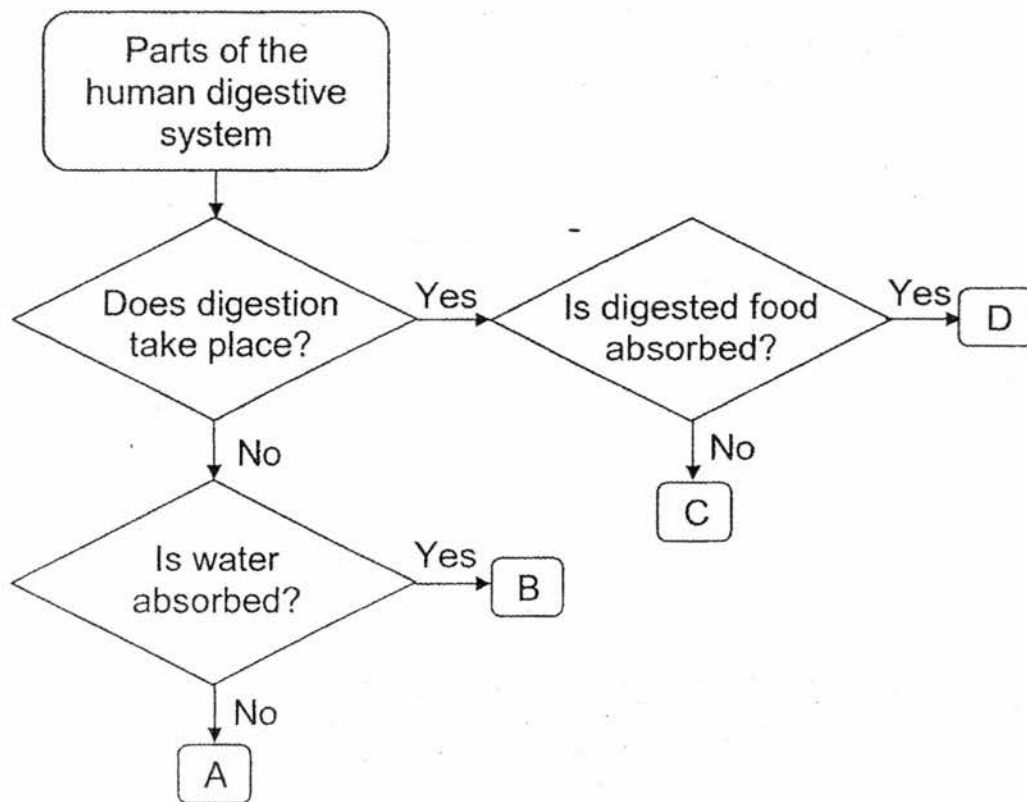 Parts of the
human digestive
system
Does digestion
take place?
Yes
Is digested food
absorbed?
Yes
D
No
C
No
Is water
absorbed?
Yes
B
No
A